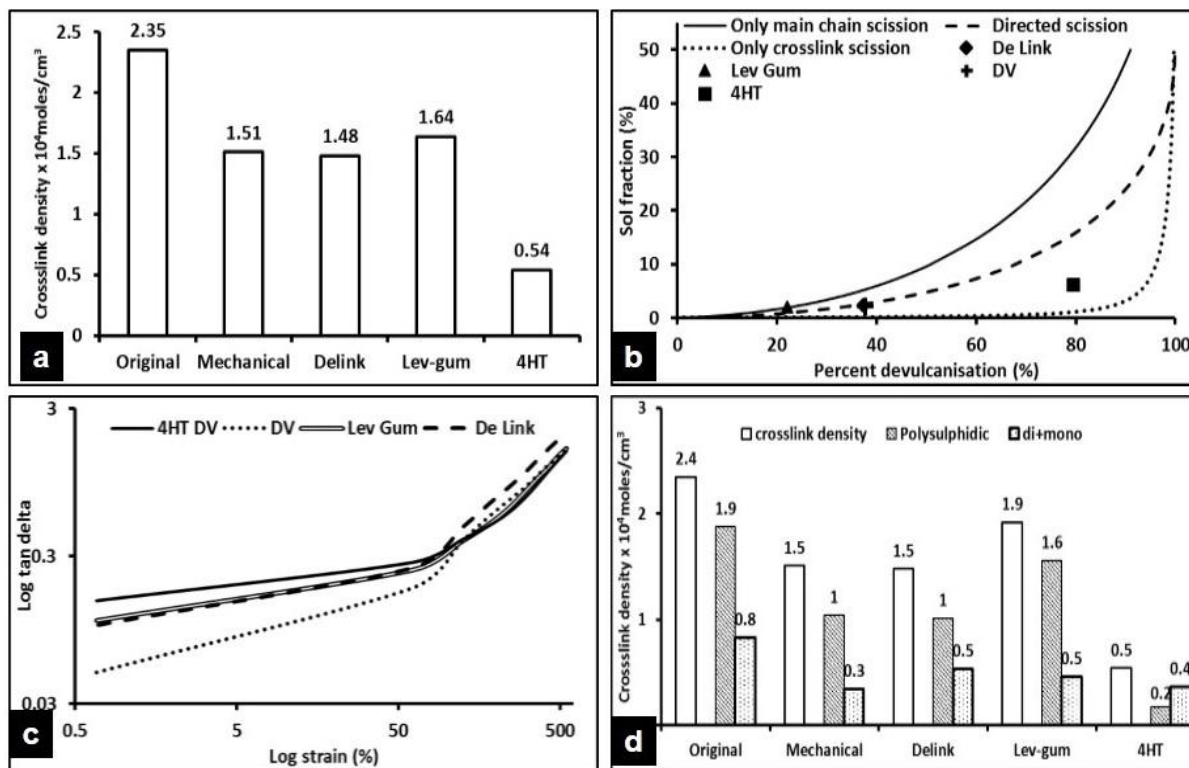 Crossslink density x 10⁴moles/cm³
2.5
2
1.5
1
0.5
0
2.35
1.51
1.48
1.64
0.54
Original Mechanical Delink Lev-gum 4HT
a
Only main chain scission Directed scission
Only crosslink scission De Link
Lev Gum DV
4HT
Sol fraction (%)
50
40
30
20
10
0
0 20 40 60 80 100
Percent devulcanisation (%)
b
3
4HT DV DV Lev Gum De Link
Log tan delta
0.3
0.03
0.5 5 50 500
Log strain (%)
c
3
crosslink density Polysulphidic di+mono
Crossslink density x 10⁴moles/cm³
2
1
2.4
1.9
0.8
1.5
1
0.3
1.5
1
0.5
1.9
1.6
0.5
0.5
0.2
0.4
Original Mechanical Delink Lev-gum 4HT
d